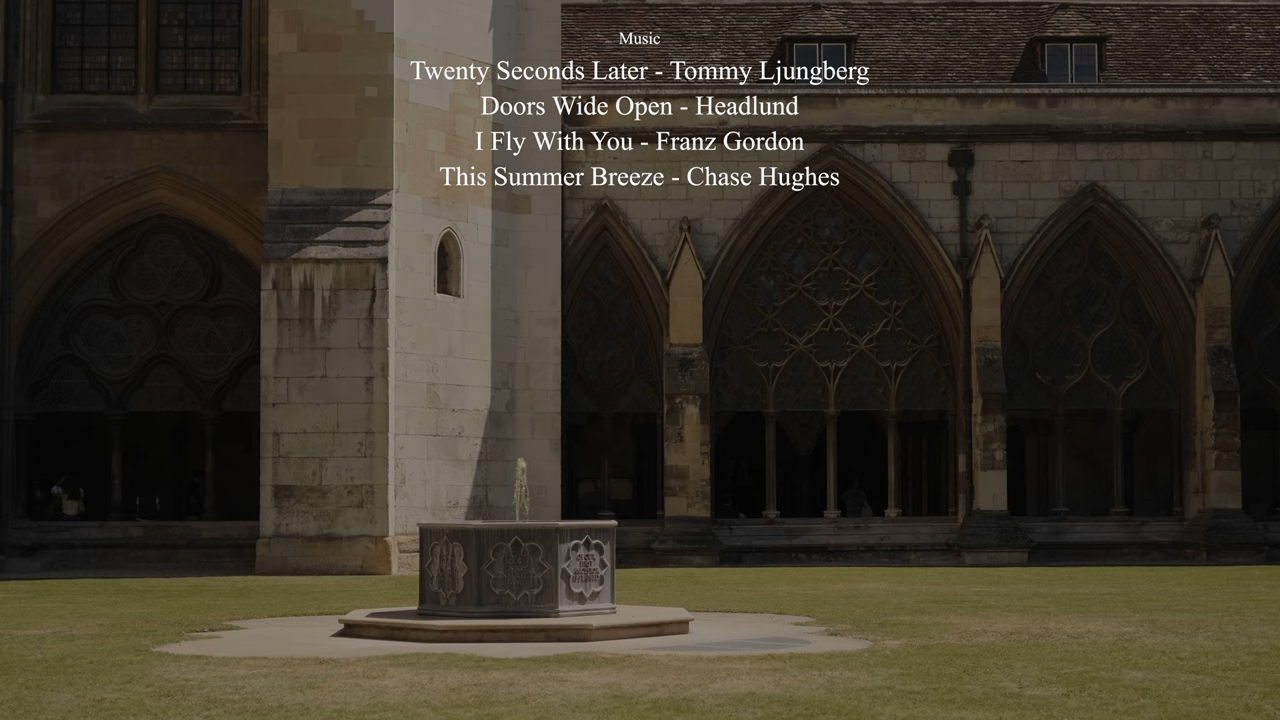 Music
Twenty Seconds Later - Tommy Ljungberg
Doors Wide Open - Headlund
I Fly With You - Franz Gordon
This Summer Breeze - Chase Hughes